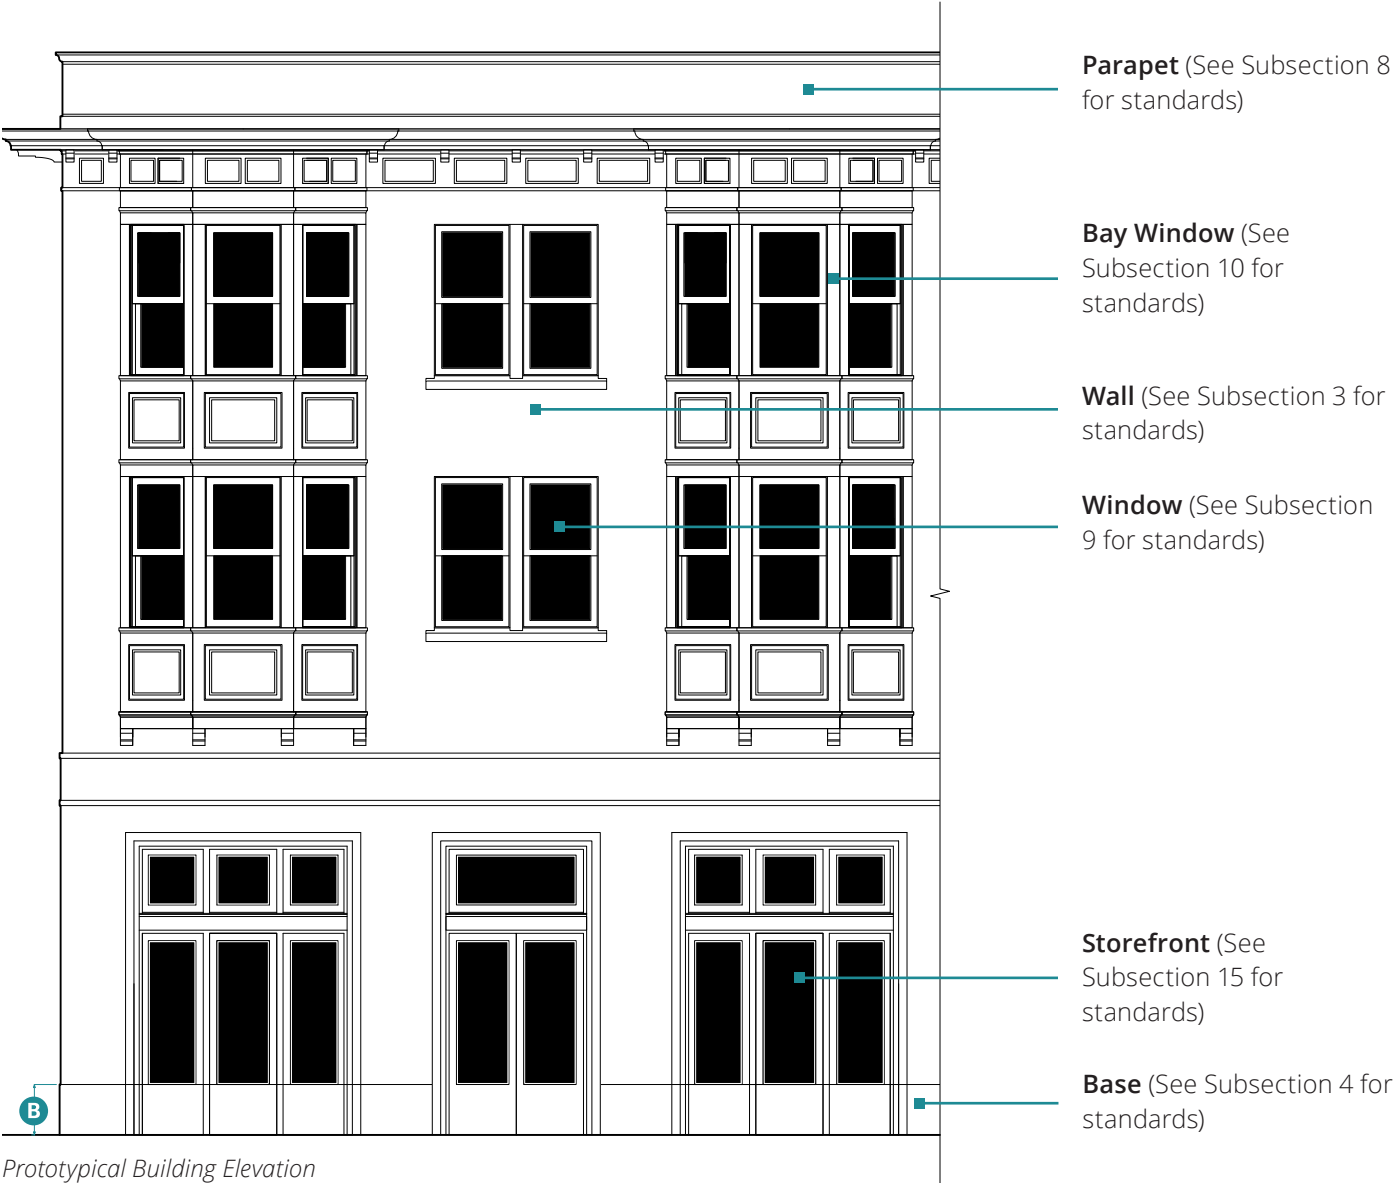 Parapet (See Subsection 8
for standards)
Bay Window (See
Subsection 10 for
standards)
Wall (See Subsection 3 for
standards)
Window (See Subsection
9 for standards)
Storefront (See
Subsection 15 for
standards)
Base (See Subsection 4 for
standards)
B
Prototypical Building Elevation